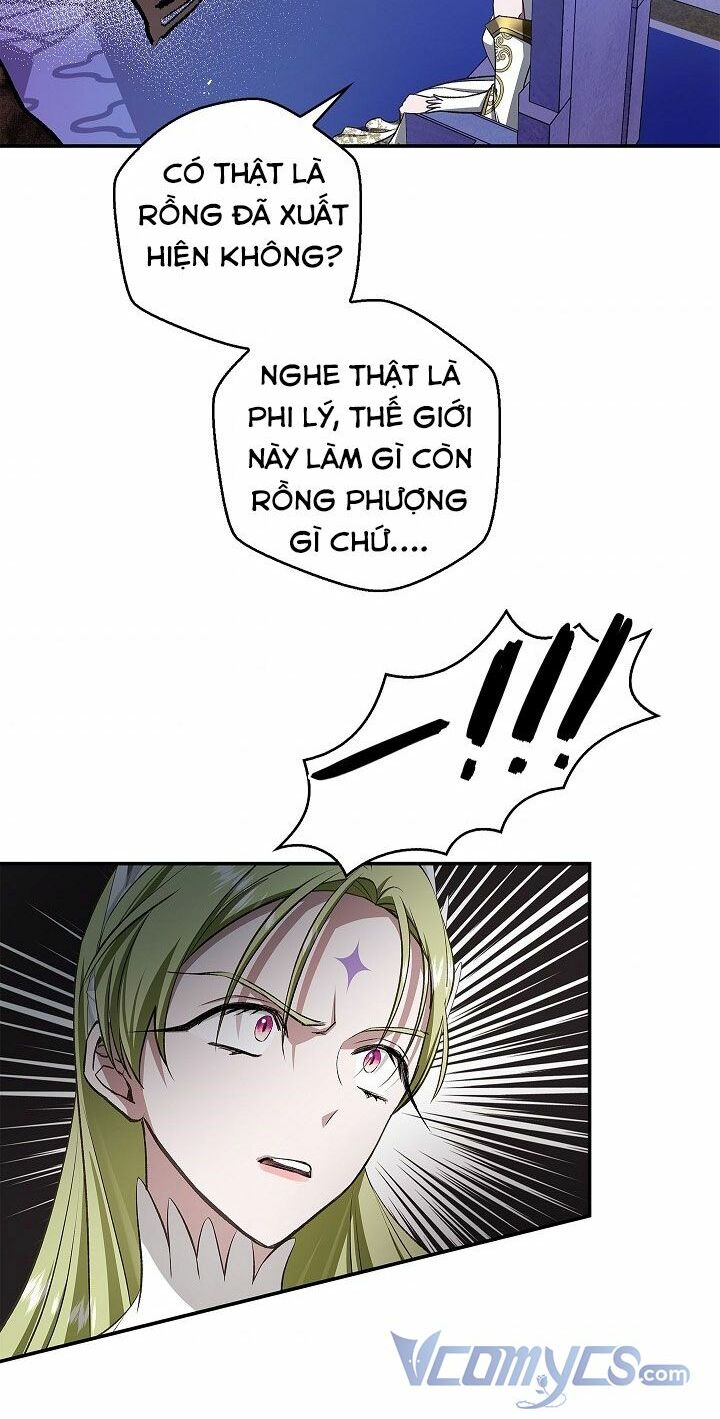 CÓ THẬT LÀ
RỒNG ĐÃ XUẤT
HIỆN KHÔNG?
NGHE THẬT LÀ
PHI LÝ, THẾ GIỚI
NÀY LÀM GÌ CÒN
RỒNG PHƯỢNG
GÌ CHỨ....
—!!!
VCOMYCS.com